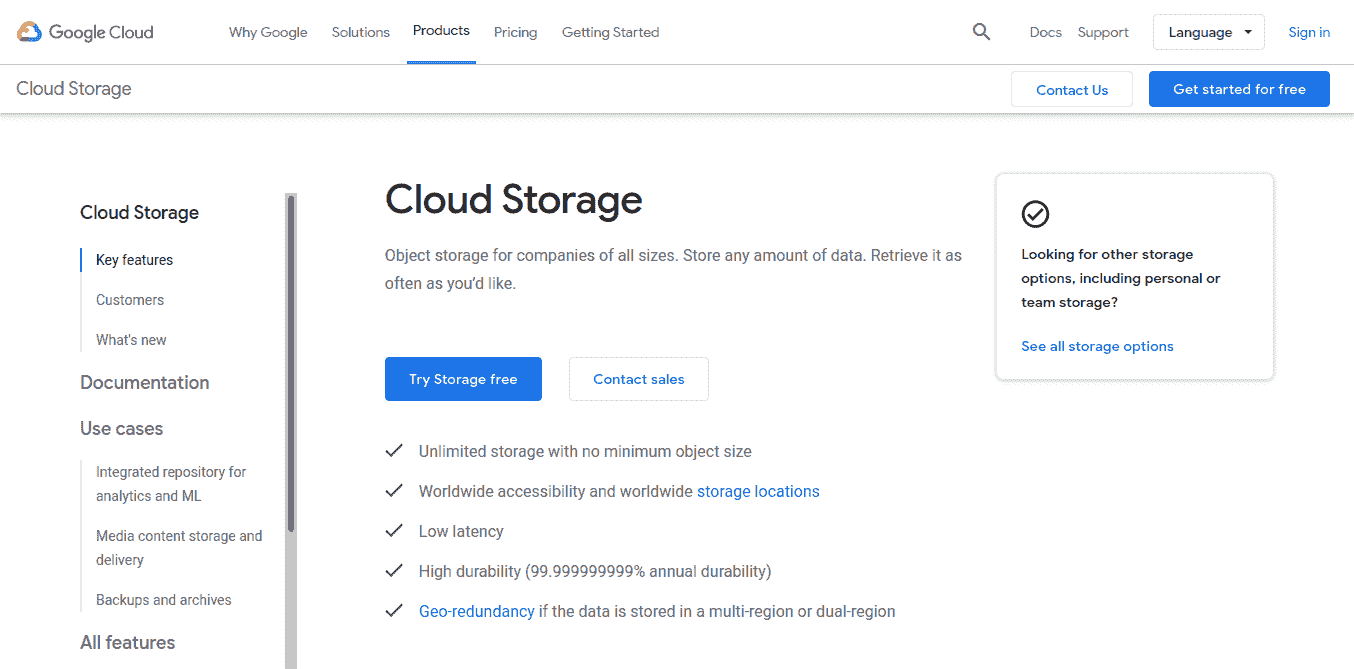 Google Cloud
Why Google
Solutions
Products
Pricing
Getting Started
Docs
Support
Language
Sign in
Cloud Storage
Contact Us
Get started for free
Cloud Storage
Key features
Customers
What's new
Documentation
Use cases
Integrated repository for
analytics and ML
Media content storage and
delivery
Backups and archives
All features
Cloud Storage
Object storage for companies of all sizes. Store any amount of data. Retrieve it as
often as you’d like.
Try Storage free
Contact sales
Unlimited storage with no minimum object size
Worldwide accessibility and worldwide storage locations
Low latency
High durability (99.999999999% annual durability)
Geo-redundancy if the data is stored in a multi-region or dual-region
Looking for other storage
options, including personal or
team storage?
See all storage options